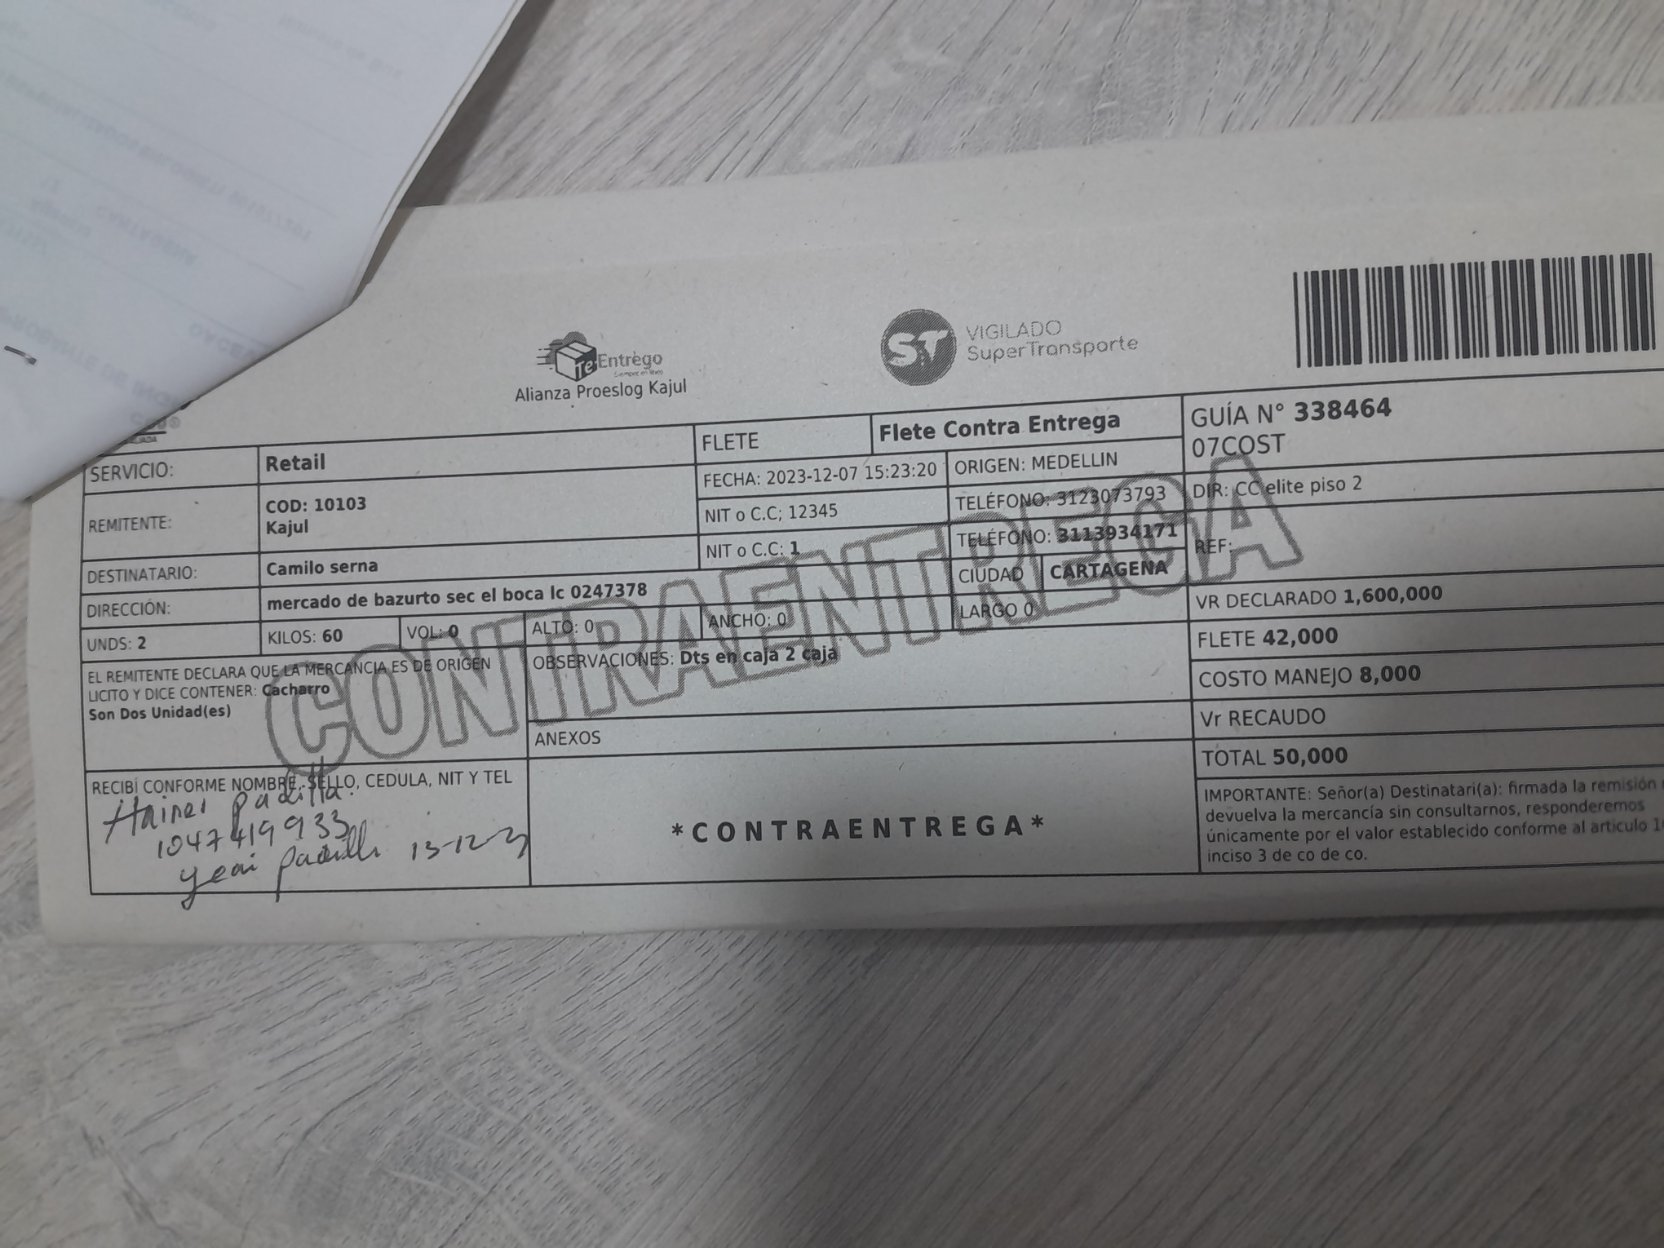 TeEntrego
Alianza Proeslog Kajul
ST VIGILADO
SuperTransporte
SERVICIO: Retail
FLETE Flete Contra Entrega
GUÍA N° 338464
07COST
REMITENTE: COD: 10103
Kajul
FECHA: 2023-12-07 15:23:20 ORIGEN: MEDELLIN
NIT o C.C; 12345 TELÉFONO: 3123073793 DIR: CC elite piso 2
DESTINATARIO: Camilo serna NIT o C.C: 1 TELÉFONO: 3113934171 REF:
DIRECCIÓN: mercado de bazurto sec el boca lc 0247378 CIUDAD CARTAGENA
UNDS: 2 KILOS: 60 VOL: 0 ALTO: 0 ANCHO: 0 LARGO 0
VR DECLARADO 1,600,000
FLETE 42,000
COSTO MANEJO 8,000
Vr RECAUDO
TOTAL 50,000
EL REMITENTE DECLARA QUE LA MERCANCIA ES DE ORIGEN
LICITO Y DICE CONTENER: Cacharro
Son Dos Unidad(es)
OBSERVACIONES: Dts en caja 2 caja
ANEXOS
CONTRAENTREGA
RECIBÍ CONFORME NOMBRE, SELLO, CEDULA, NIT Y TEL
Padilla
1047419933
13-12-2
*CONTRAENTREGA*
IMPORTANTE: Señor(a) Destinatari(a): firmada la remisión
devuelva la mercancía sin consultarnos, responderemos
únicamente por el valor establecido conforme al articulo
inciso 3 de co de co.